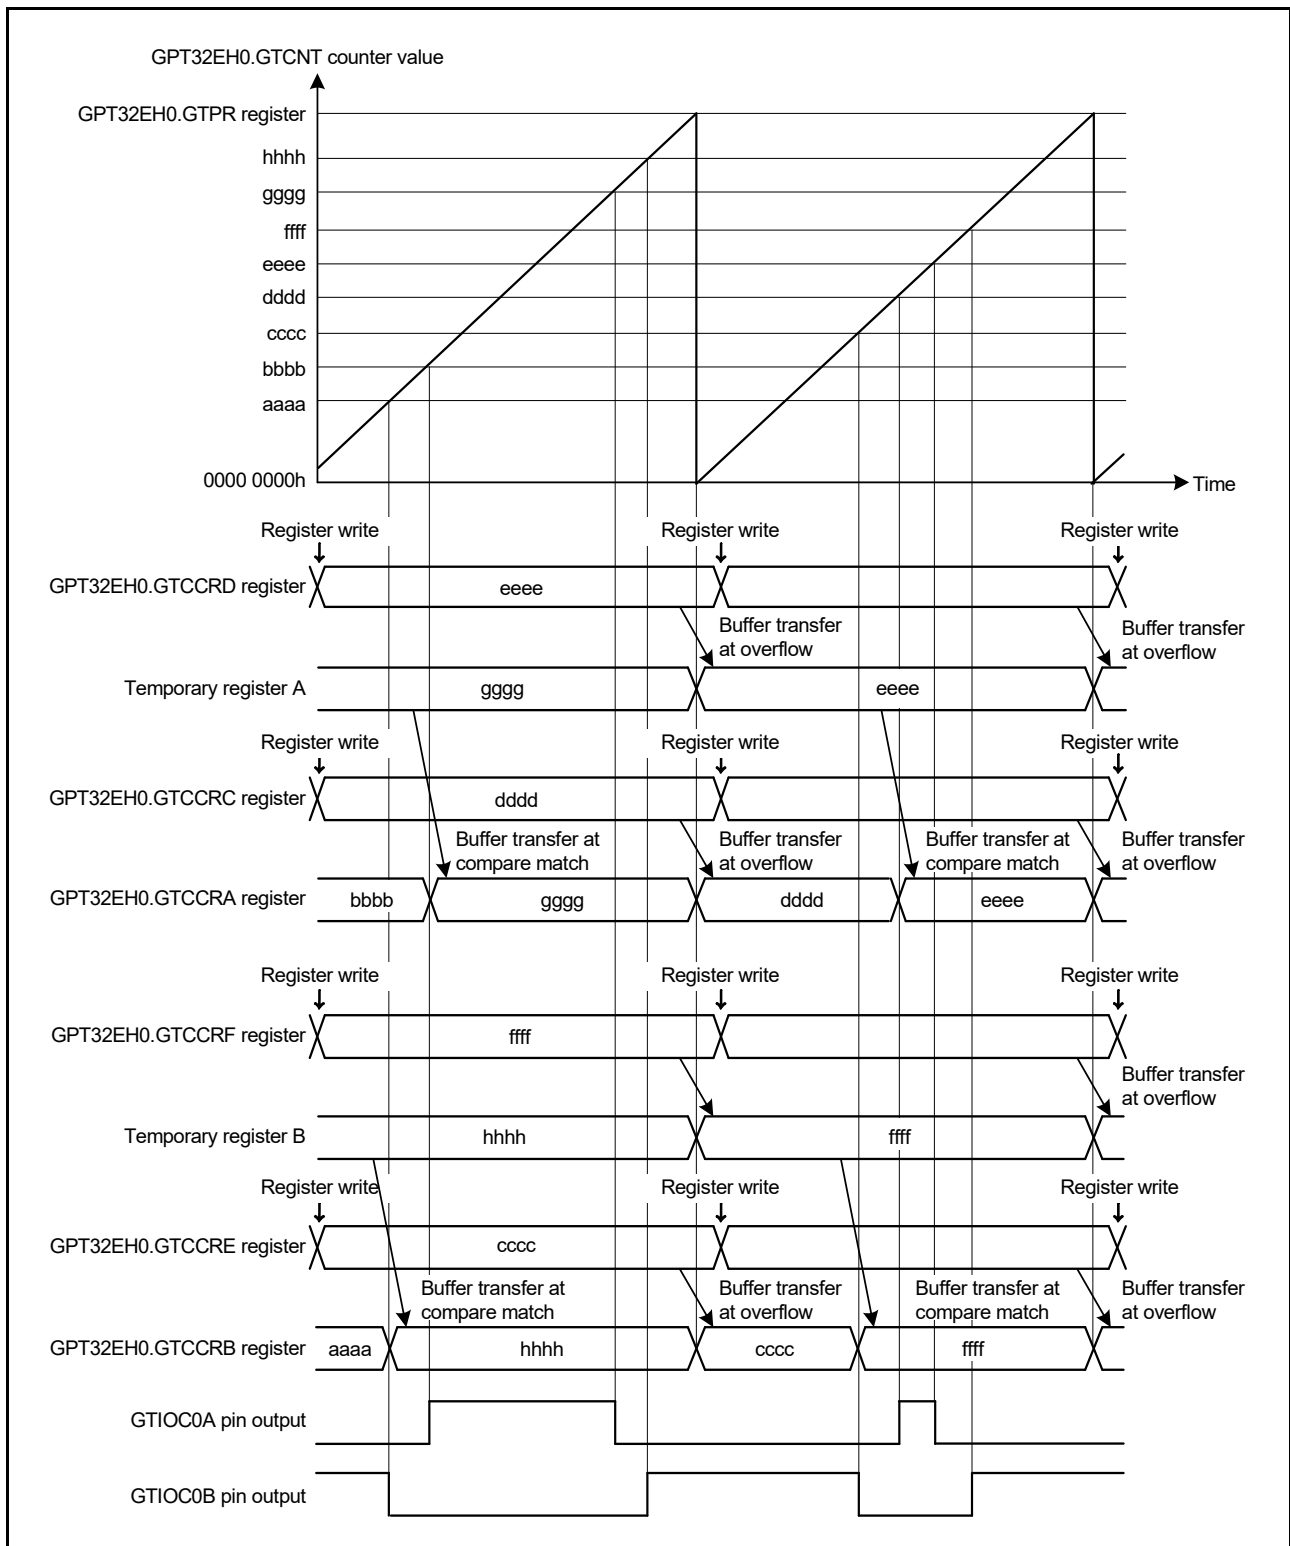 GPT32EH0.GTCNT counter value
GPT32EH0.GTPR register
hhhh
gggg
ffff
eeee
dddd
cccc
bbbb
aaaa
0000 0000h
Time
Register write Register write Register write
GPT32EH0.GTCCRD register eeee
Buffer transfer
at overflow
Buffer transfer
at overflow
Temporary register A gggg eeee
Register write Register write Register write
GPT32EH0.GTCCRC register dddd
Buffer transfer at
compare match
Buffer transfer
at overflow
Buffer transfer at
compare match
Buffer transfer
at overflow
GPT32EH0.GTCCRA register bbbb gggg dddd eeee
Register write Register write Register write
GPT32EH0.GTCCRF register ffff
Buffer transfer
at overflow
Temporary register B hhhh ffff
Register write Register write Register write
GPT32EH0.GTCCRE register cccc
Buffer transfer at
compare match
Buffer transfer
at overflow
Buffer transfer at
compare match
Buffer transfer
at overflow
GPT32EH0.GTCCRB register aaaa hhhh cccc ffff
GTIOC0A pin output
GTIOC0B pin output